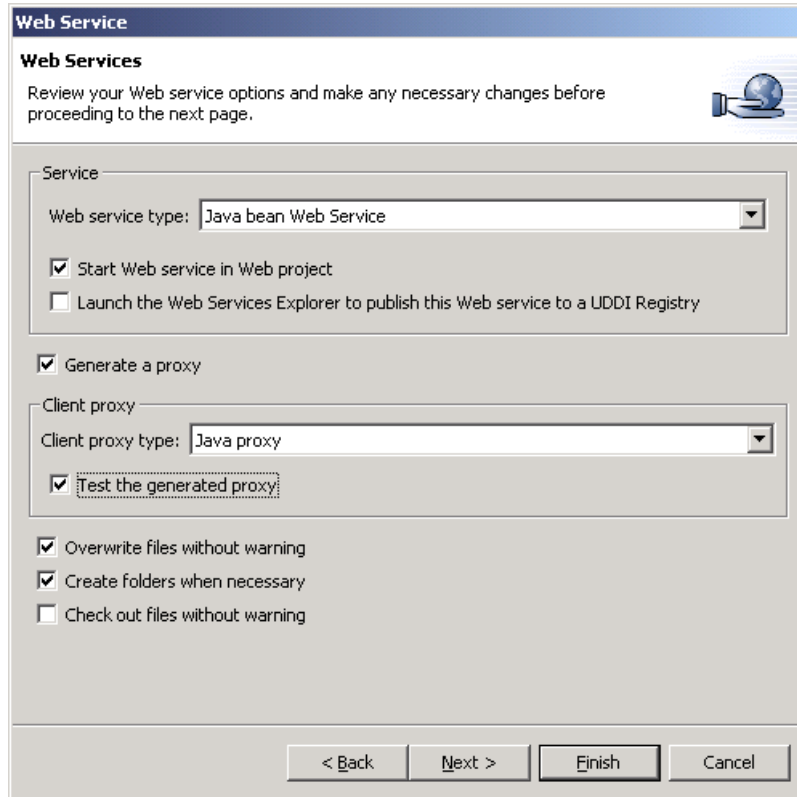 Web Service
Web Services
Review your Web service options and make any necessary changes before
proceeding to the next page.
Service
Web service type: Java bean Web Service
Start Web service in Web project
Launch the Web Services Explorer to publish this Web service to a UDDI Registry
Generate a proxy
Client proxy
Client proxy type: Java proxy
Test the generated proxy
Overwrite files without warning
Create folders when necessary
Check out files without warning
< Back Next > Finish Cancel